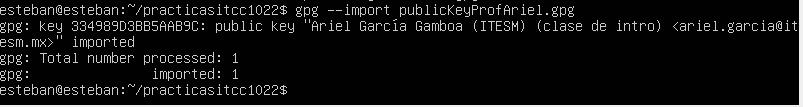 esteban@esteban:~/practicasitcc1022$ gpg --import publicKeyProfAriel.gpg
gpg: key 334989D3BB5AAB9C: public key "Ariel García Gamboa (ITESM) (clase de intro) <ariel.garcia@it
esm.mx>" imported
gpg: Total number processed: 1
gpg:               imported: 1
esteban@esteban:~/practicasitcc1022$